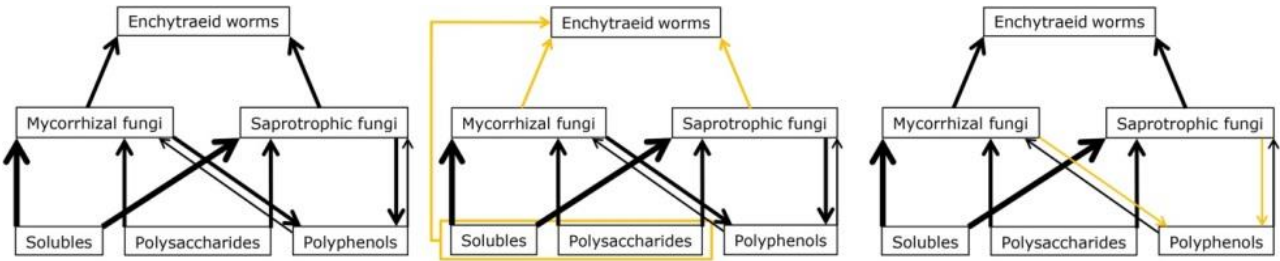 Enchytraeid worms
Mycorrhizal fungi
Saprotrophic fungi
Solubles
Polysaccharides
Polyphenols
Enchytraeid worms
Mycorrhizal fungi
Saprotrophic fungi
Solubles
Polysaccharides
Polyphenols
Enchytraeid worms
Mycorrhizal fungi
Saprotrophic fungi
Solubles
Polysaccharides
Polyphenols